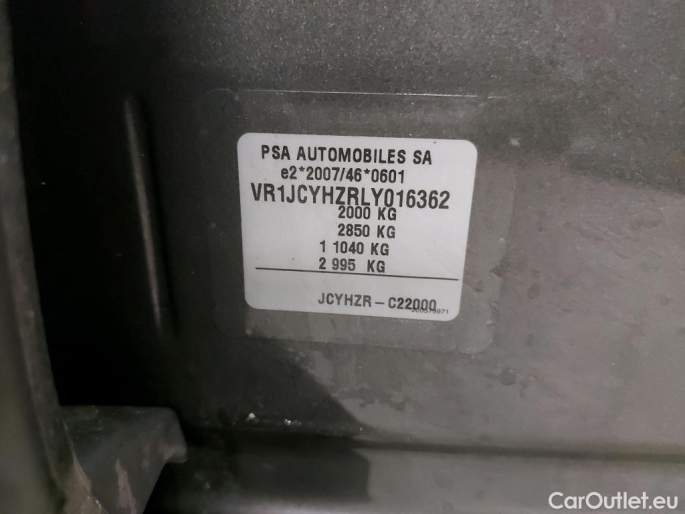 PSA AUTOMOBILES SA
e2*2007/46*0601
VR1JCYHZRLY016362
2000 KG
2850 KG
1 1040 KG
2 995 KG
JCYHZR - C22000
CarOutlet.eu